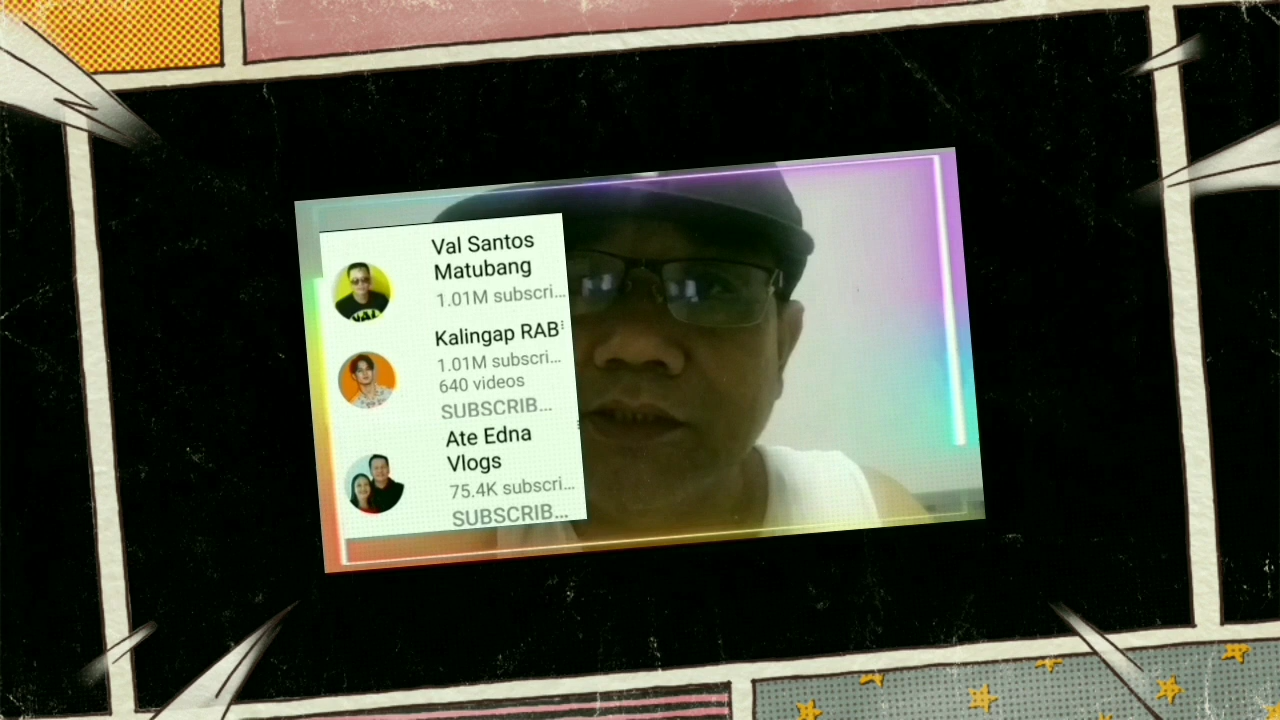 Val Santos
Matubang
1.01M subscri...
Kalingap RAB
1.01M subscri...
640 videos
SUBSCRIB...
Ate Edna
Vlogs
75.4K subscri...
SUBSCRIB...